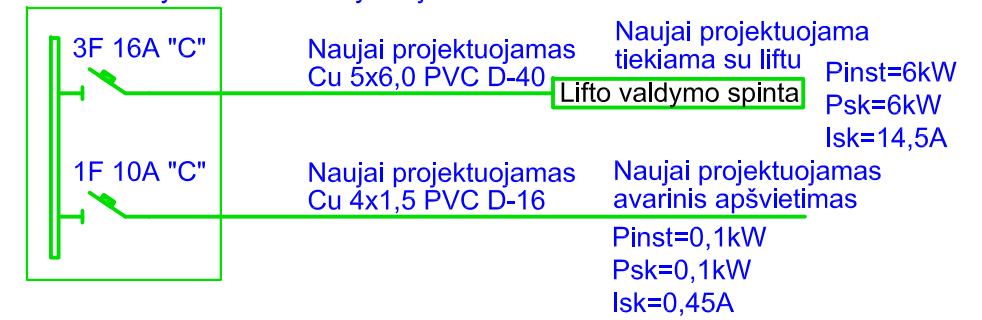 3F 16A "C"
Naujai projektuojamas
Cu 5x6,0 PVC D-40
Naujai projektuojama
tiekiama su liftu
Lifto valdymo spinta
Pinst=6kW
Psk=6kW
Isk=14,5A
1F 10A "C"
Naujai projektuojamas
Cu 4x1,5 PVC D-16
Naujai projektuojamas
avarinis apšvietimas
Pinst=0,1kW
Psk=0,1kW
Isk=0,45A